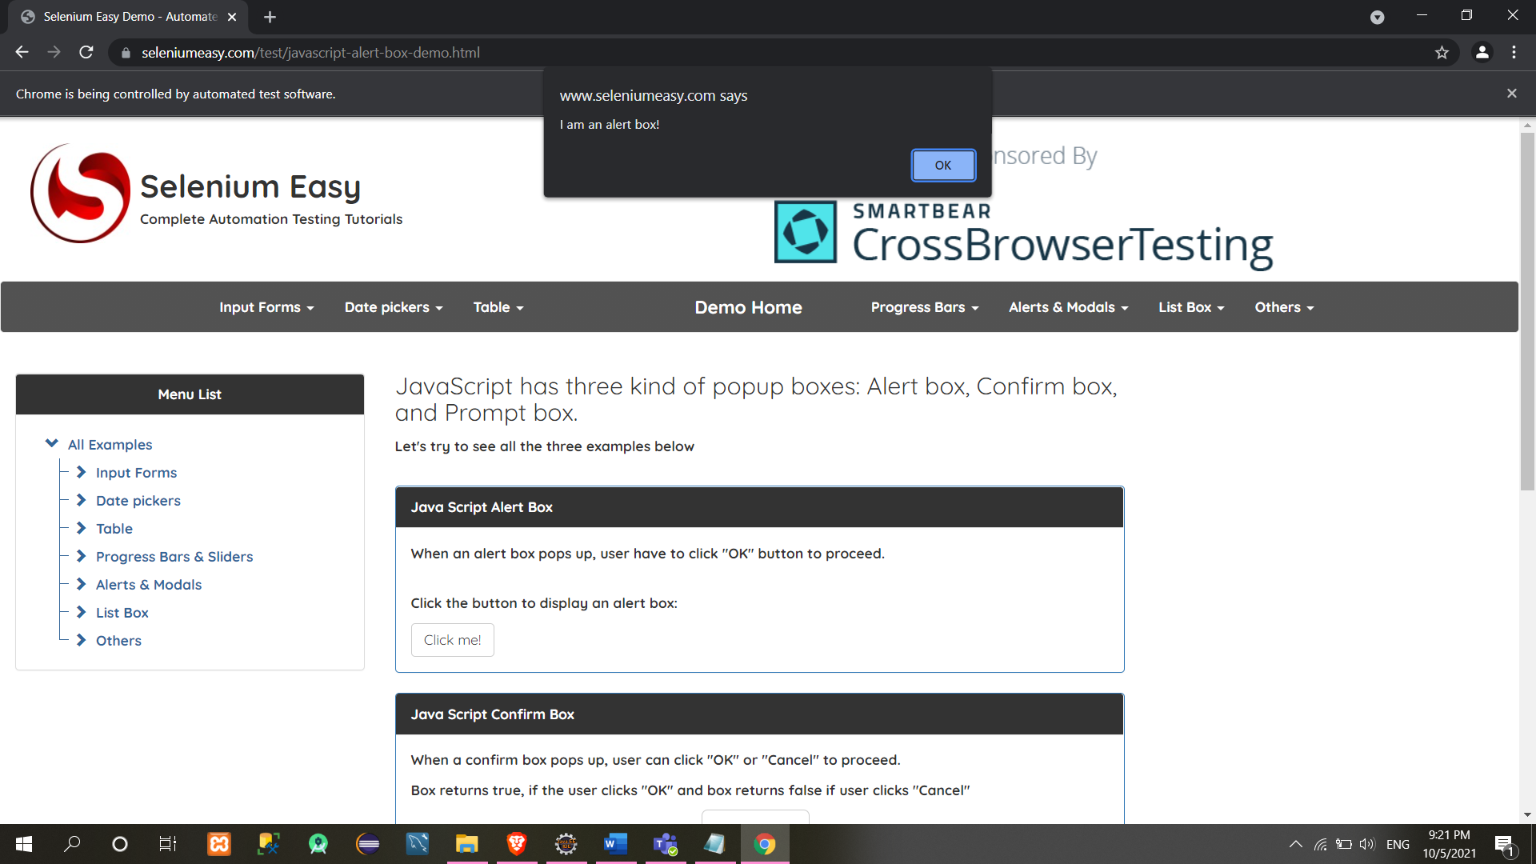 Selenium Easy Demo - Automate
seleniumeasy.com/test/javascript-alert-box-demo.html
Chrome is being controlled by automated test software.
www.seleniumeasy.com says
I am an alert box!
OK
nsored By
Selenium Easy
Complete Automation Testing Tutorials
SMARTBEAR
CrossBrowserTesting
Input Forms Date pickers Table Demo Home Progress Bars Alerts & Modals List Box Others
Menu List
All Examples
Input Forms
Date pickers
Table
Progress Bars & Sliders
Alerts & Modals
List Box
Others
JavaScript has three kind of popup boxes: Alert box, Confirm box,
and Prompt box.
Let's try to see all the three examples below
Java Script Alert Box
When an alert box pops up, user have to click "OK" button to proceed.
Click the button to display an alert box:
Click me!
Java Script Confirm Box
When a confirm box pops up, user can click "OK" or "Cancel" to proceed.
Box returns true, if the user clicks "OK" and box returns false if user clicks "Cancel"
ENG
9:21 PM
10/5/2021
1